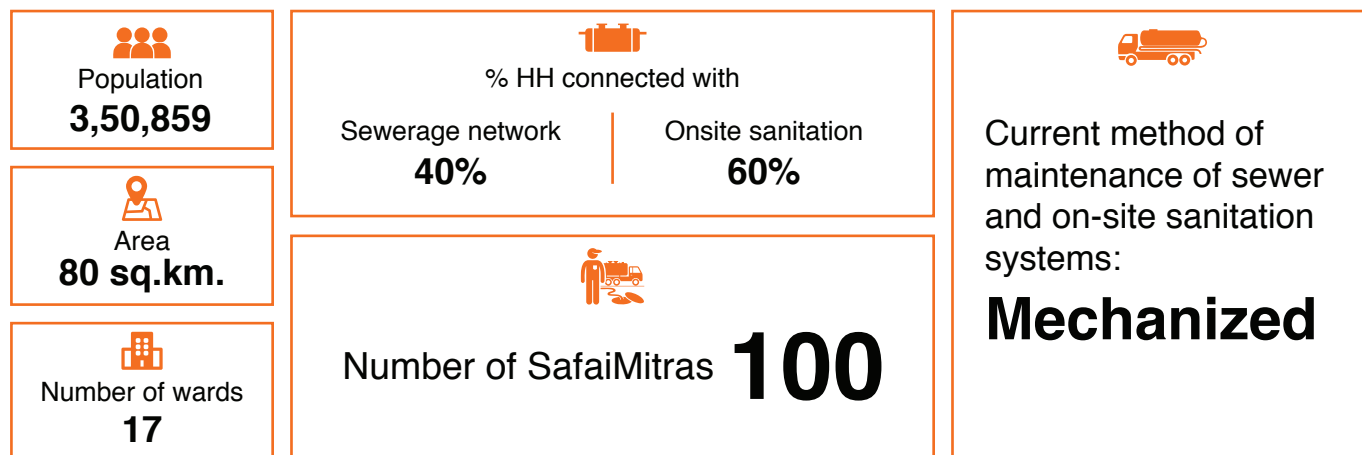 Population
3,50,859
Area
80 sq.km.
Number of wards
17
% HH connected with
Sewerage network
40%
Onsite sanitation
60%
Number of SafaiMitras 100
Current method of
maintenance of sewer
and on-site sanitation
systems:
Mechanized